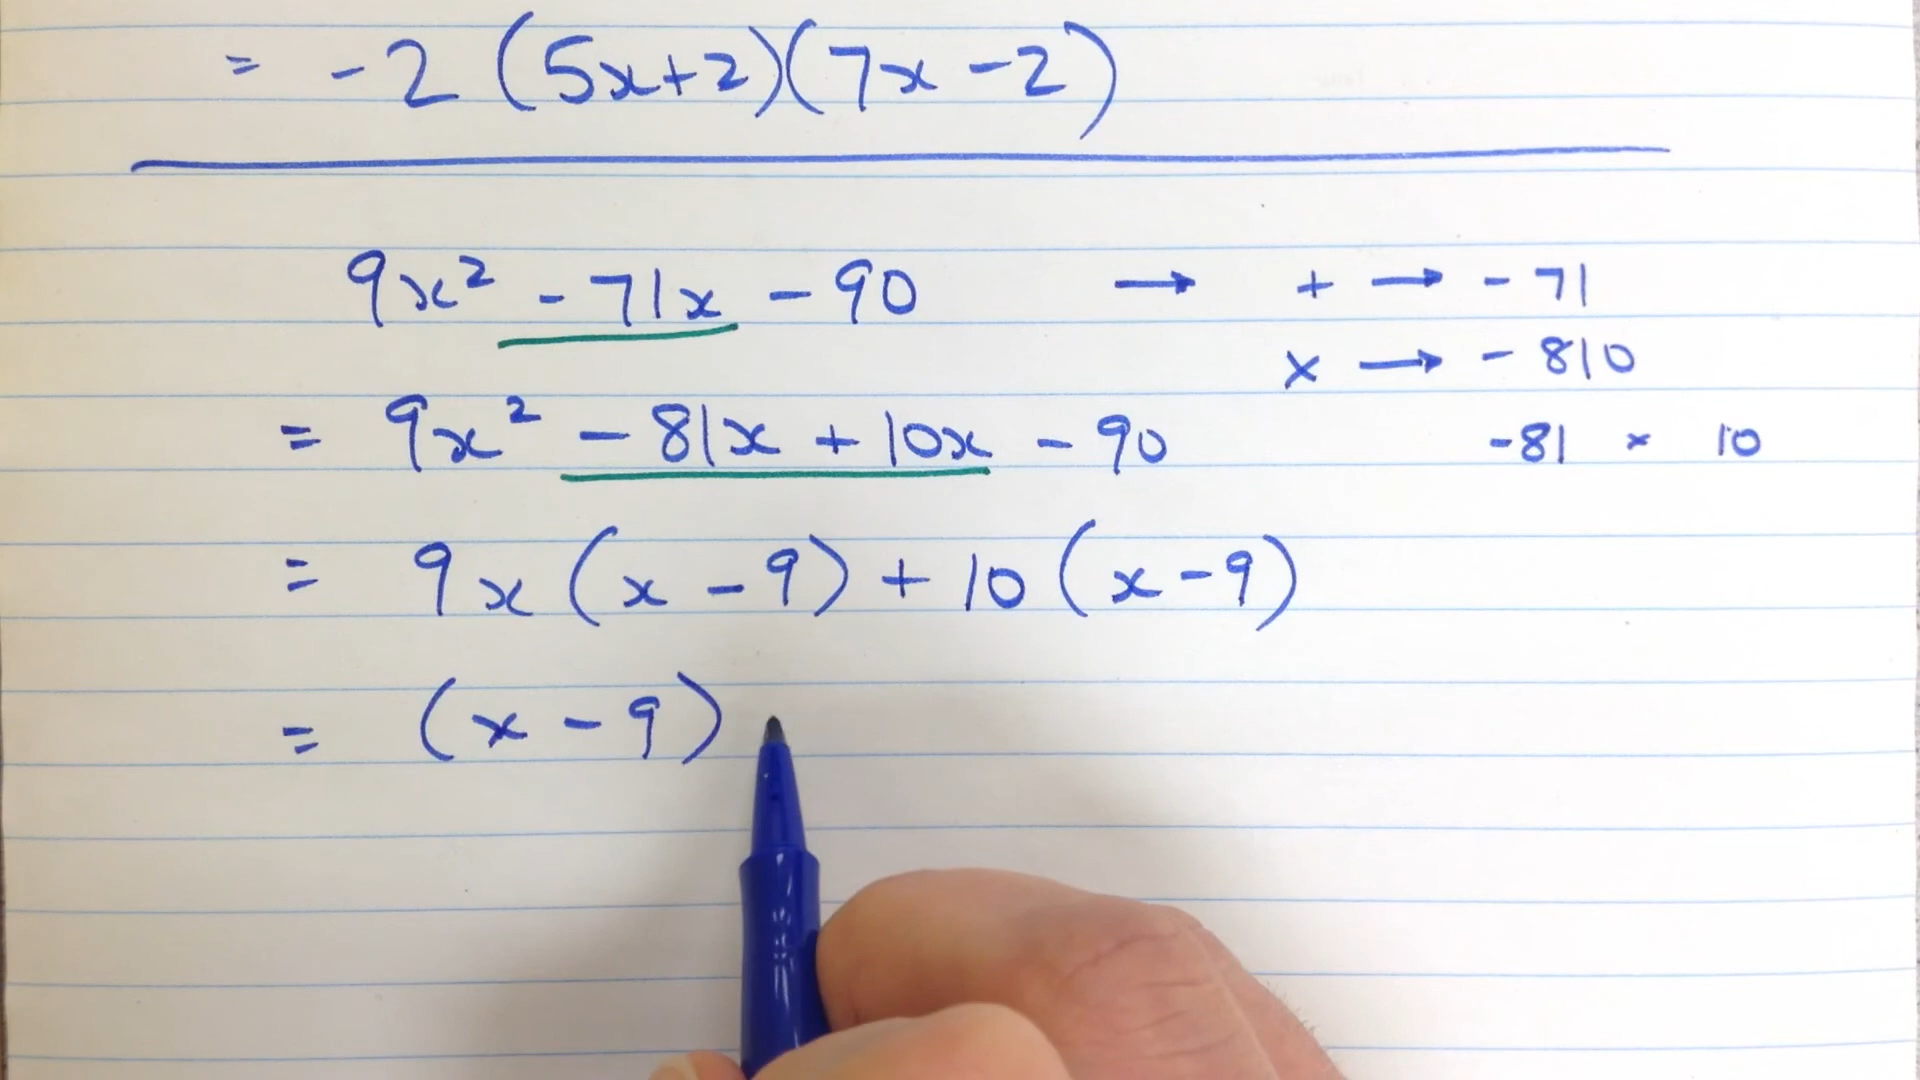 = -2 (5x+2)(7x-2)
9x² - 71x - 90 → + → - 71
x → - 810
= 9x² - 81x + 10x - 90 -81 × 10
= 9x (x - 9) + 10 (x - 9)
= (x - 9)